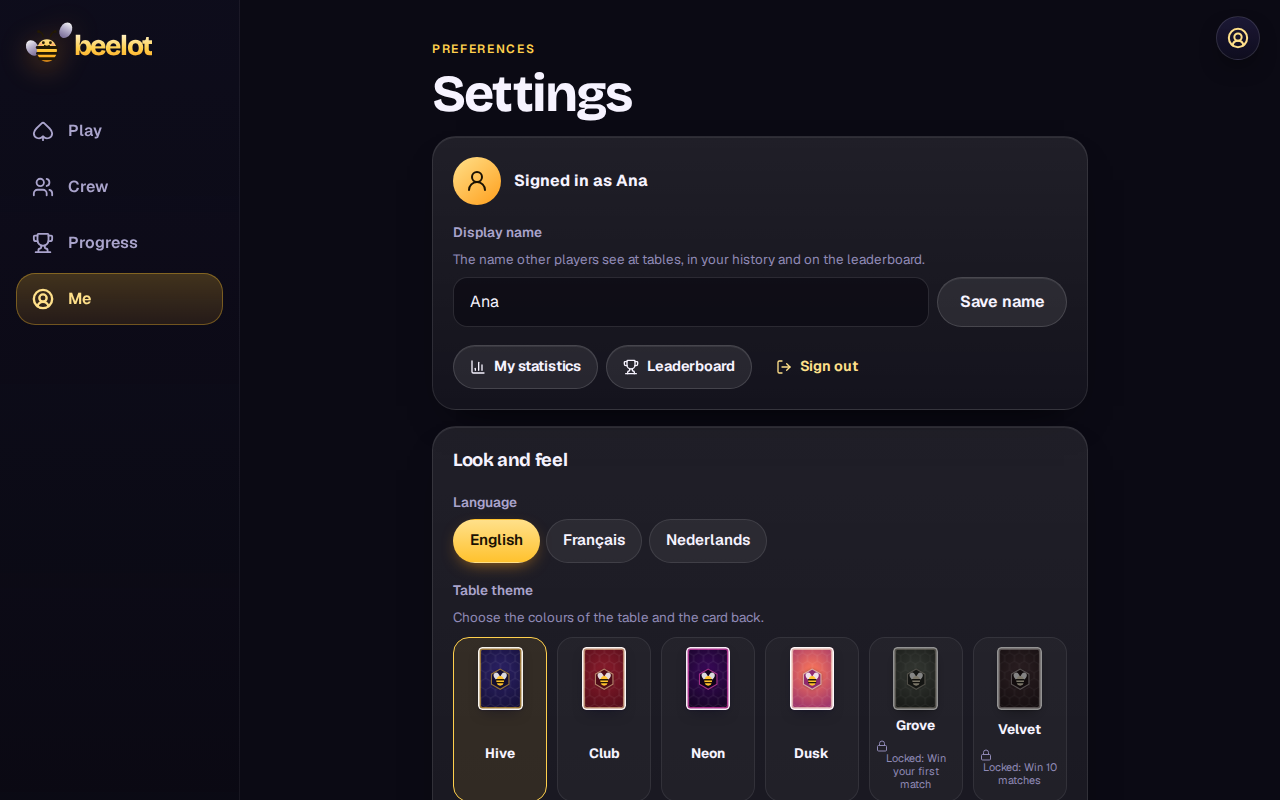 beelot
Play
Crew
Progress
Me
PREFERENCES
Settings
Signed in as Ana
Display name
The name other players see at tables, in your history and on the leaderboard.
Ana
Save name
My statistics
Leaderboard
Sign out
Look and feel
Language
English
Français
Nederlands
Table theme
Choose the colours of the table and the card back.
Hive
Club
Neon
Dusk
Grove
Locked: Win
your first
match
Velvet
Locked: Win 10
matches